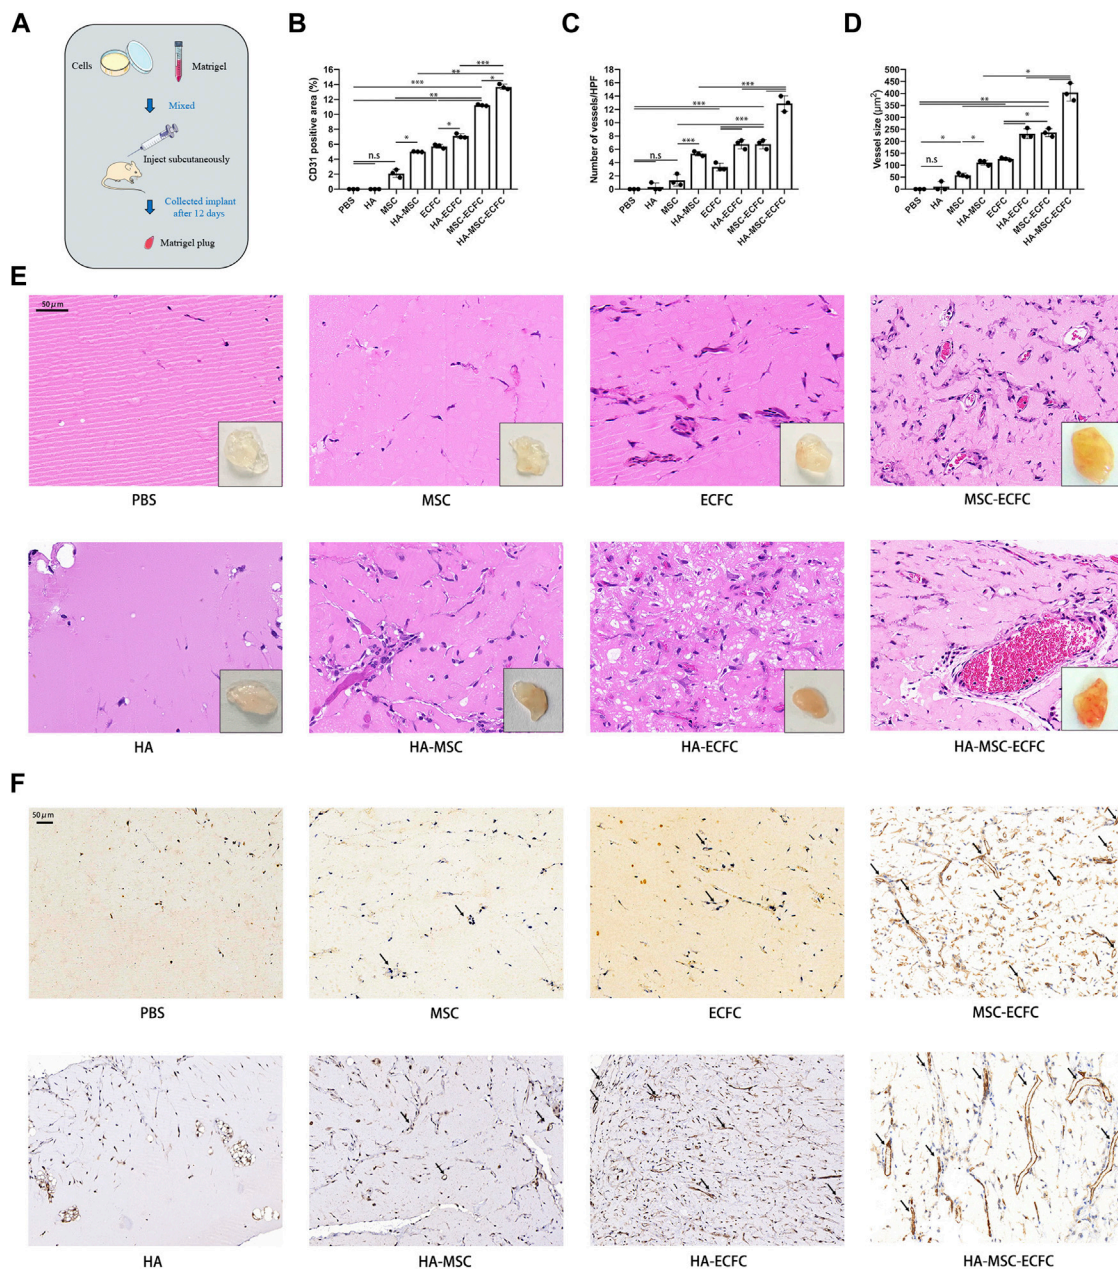 A
Cells
Matrigel
Mixed
Inject subcutaneously
Collected implant
after 12 days
Matrigel plug
B
CD31 positive area (%)
16
14
12
10
8
6
4
2
0
n.s
*
**
***
*
**
***
*
PBS
HA
MSC
HA-MSC
ECFC
HA-ECFC
MSC-ECFC
HA-MSC-ECFC
C
Number of vessels/HPF
18
16
14
12
10
8
6
4
2
0
n.s
***
***
***
***
PBS
HA
MSC
HA-MSC
ECFC
HA-ECFC
MSC-ECFC
HA-MSC-ECFC
D
Vessel size (μm²)
500
450
400
350
300
250
200
150
100
50
0
n.s
*
*
**
*
*
PBS
HA
MSC
HA-MSC
ECFC
HA-ECFC
MSC-ECFC
HA-MSC-ECFC
E
50 μm
PBS
MSC
ECFC
MSC-ECFC
HA
HA-MSC
HA-ECFC
HA-MSC-ECFC
F
50 μm
PBS
MSC
ECFC
MSC-ECFC
HA
HA-MSC
HA-ECFC
HA-MSC-ECFC